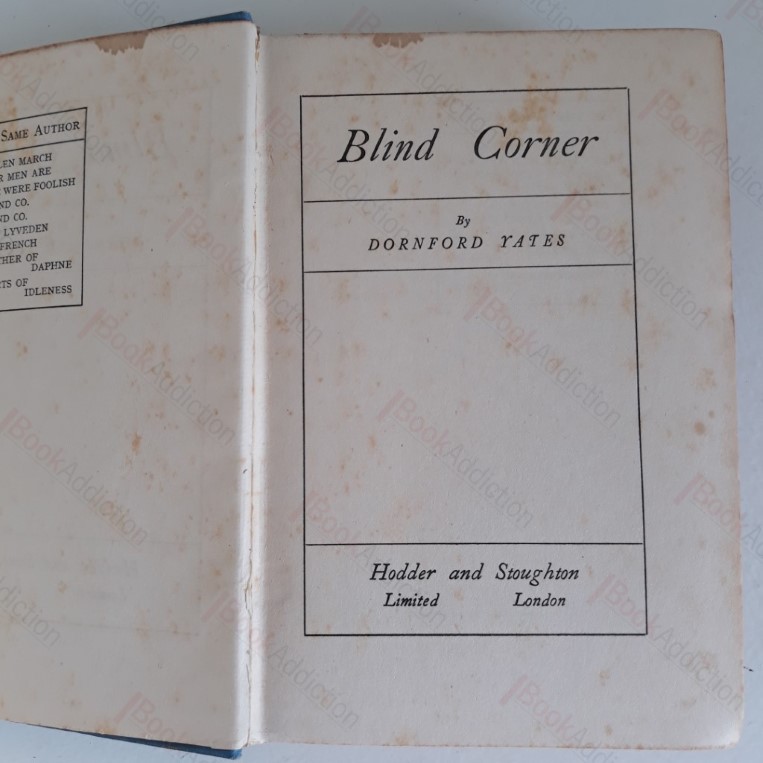 SAME AUTHOR
LEN MARCH
R MEN ARE
WERE FOOLISH
ND CO.
ND CO.
LYVEDEN
FRENCH
HER OF
DAPHNE
TS OF
IDLENESS
Blind Corner
By
DORNFORD YATES
Hodder and Stoughton
Limited London
BookAddiction